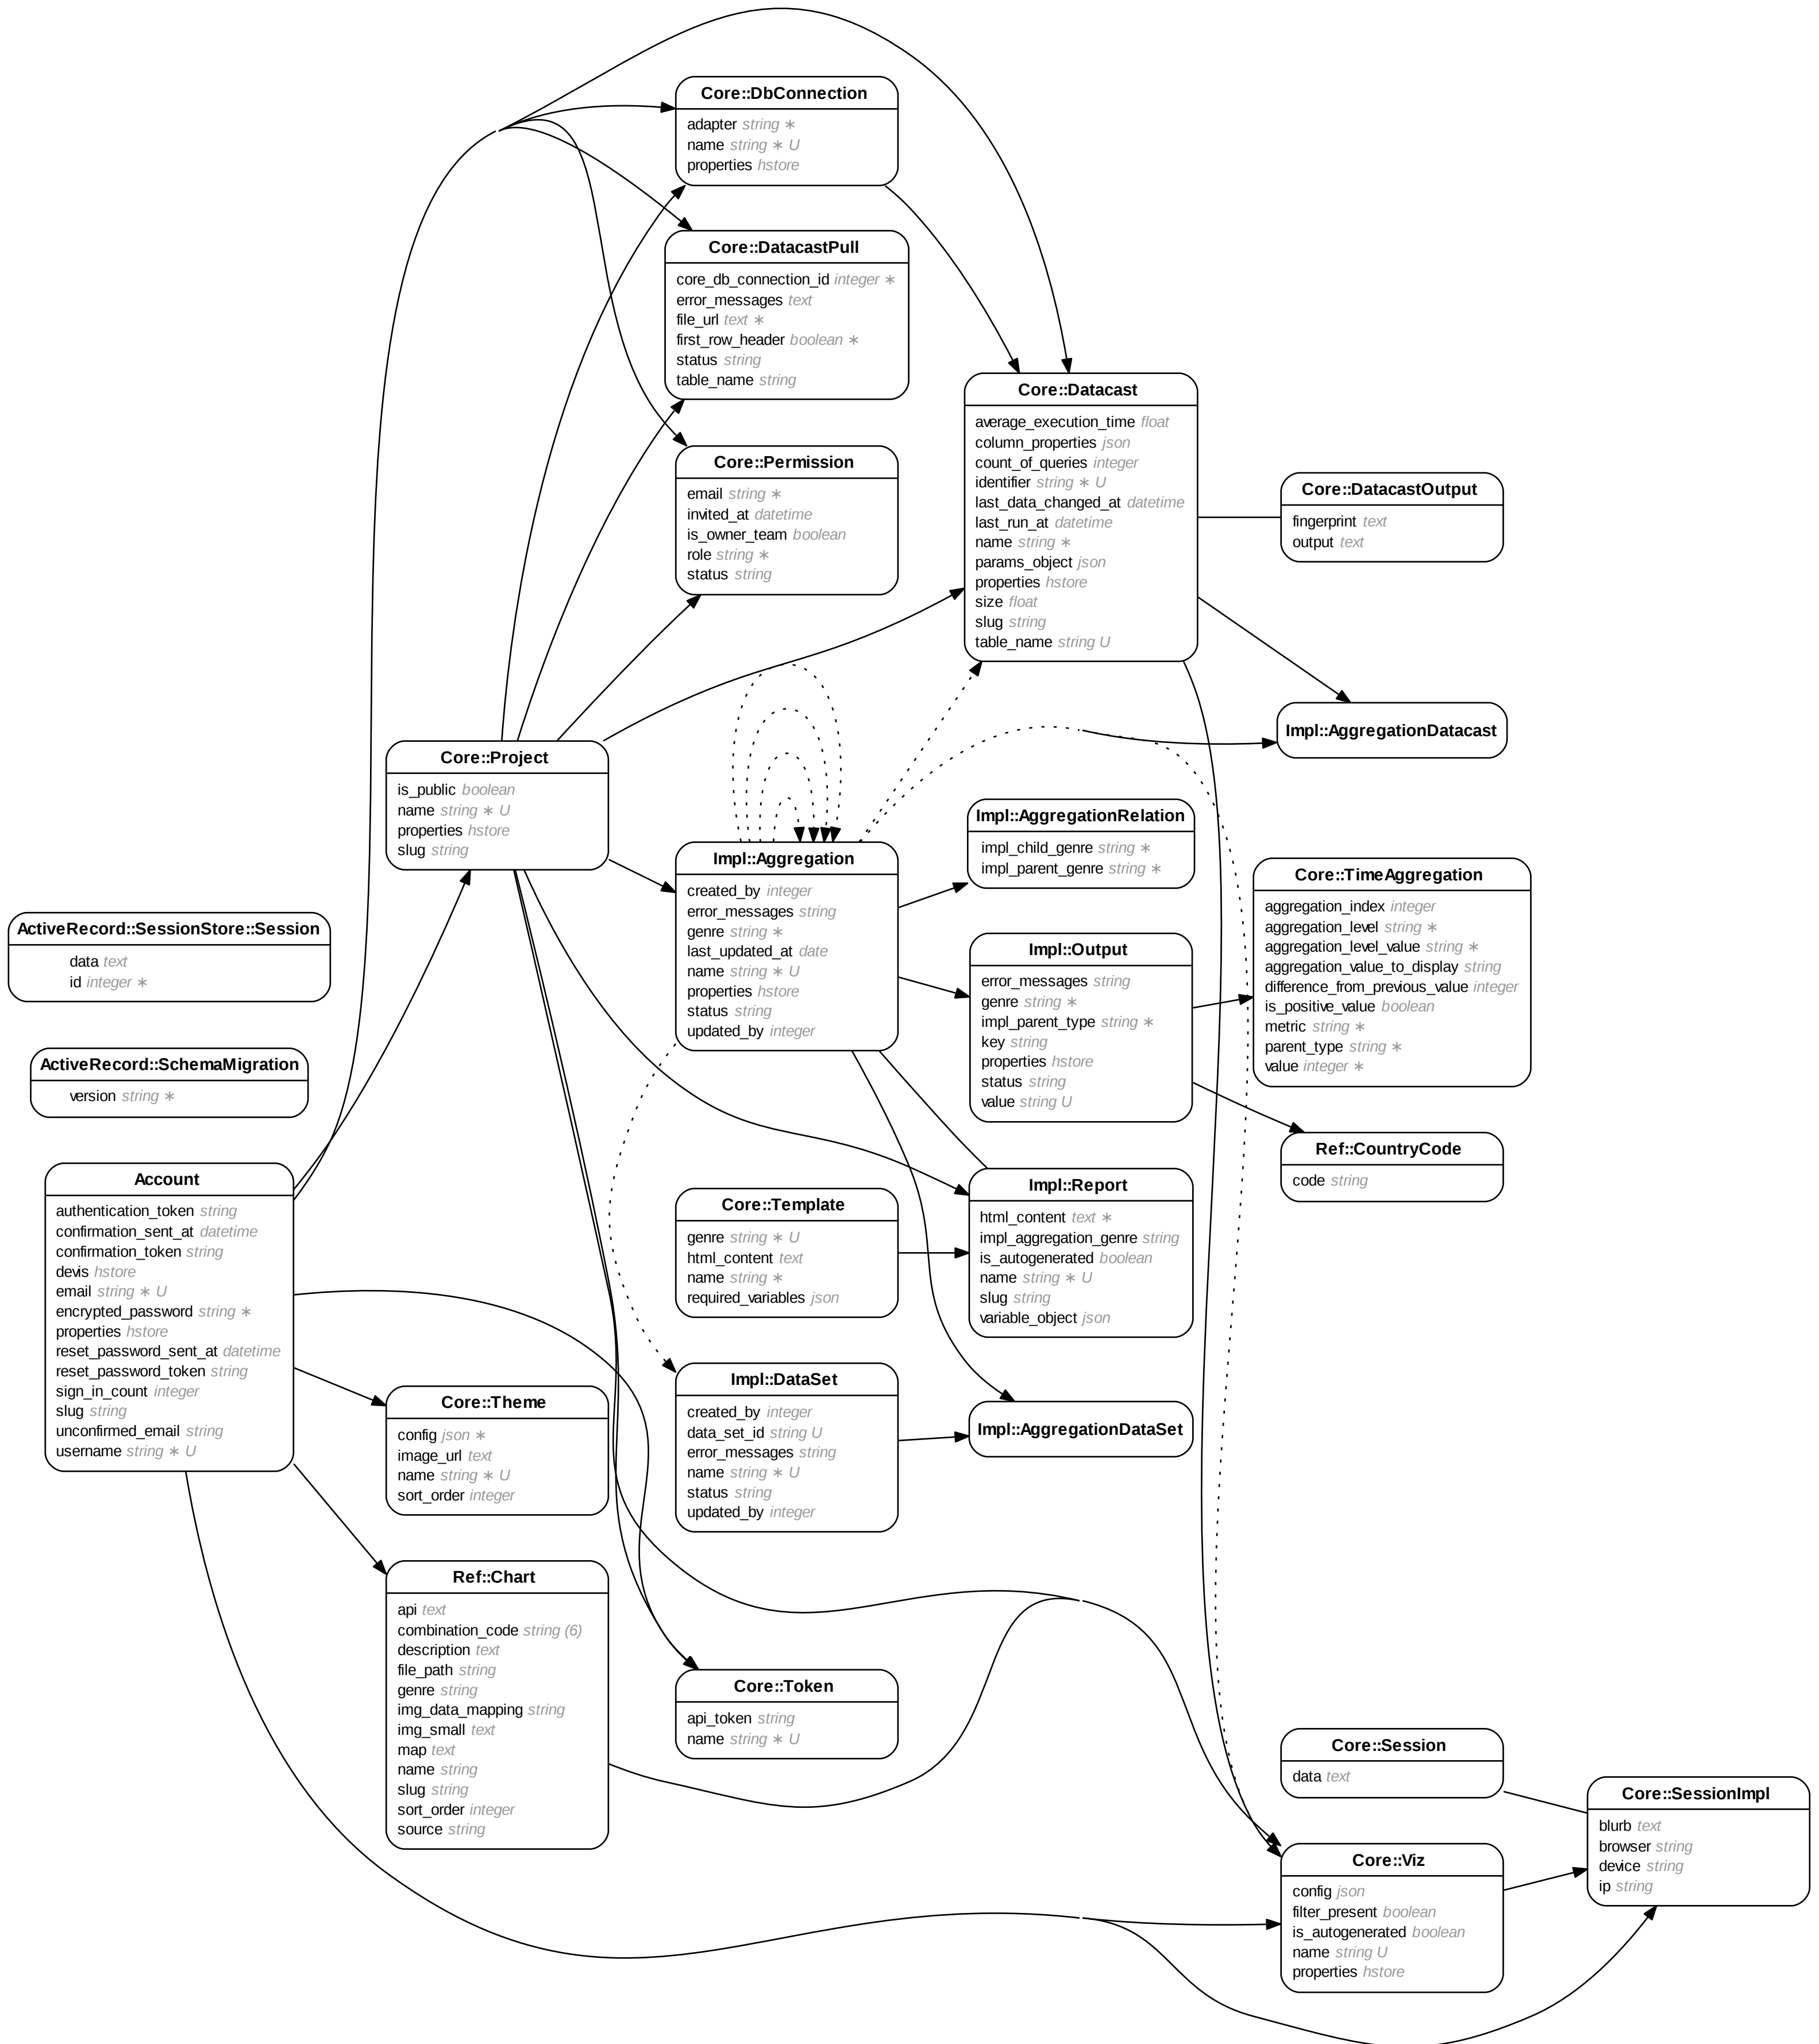 Core::DbConnection
adapter string ∗
name string ∗ U
properties hstore
Core::DatacastPull
core_db_connection_id integer ∗
error_messages text
file_url text ∗
first_row_header boolean ∗
status string
table_name string
Core::Permission
email string ∗
invited_at datetime
is_owner_team boolean
role string ∗
status string
Core::Datacast
average_execution_time float
column_properties json
count_of_queries integer
identifier string ∗ U
last_data_changed_at datetime
last_run_at datetime
name string ∗
params_object json
properties hstore
size float
slug string
table_name string U
Core::DatacastOutput
fingerprint text
output text
Impl::AggregationDatacast
Core::Project
is_public boolean
name string ∗ U
properties hstore
slug string
Impl::Aggregation
created_by integer
error_messages string
genre string ∗
last_updated_at date
name string ∗ U
properties hstore
status string
updated_by integer
Impl::AggregationRelation
impl_child_genre string ∗
impl_parent_genre string ∗
Core::TimeAggregation
aggregation_index integer
aggregation_level string ∗
aggregation_level_value string ∗
aggregation_value_to_display string
difference_from_previous_value integer
is_positive_value boolean
metric string ∗
parent_type string ∗
value integer ∗
Impl::Output
error_messages string
genre string ∗
impl_parent_type string ∗
key string
properties hstore
status string
value string U
Ref::CountryCode
code string
ActiveRecord::SessionStore::Session
data text
id integer ∗
ActiveRecord::SchemaMigration
version string ∗
Account
authentication_token string
confirmation_sent_at datetime
confirmation_token string
devis hstore
email string ∗ U
encrypted_password string ∗
properties hstore
reset_password_sent_at datetime
reset_password_token string
sign_in_count integer
slug string
unconfirmed_email string
username string ∗ U
Core::Template
genre string ∗ U
html_content text
name string ∗
required_variables json
Impl::Report
html_content text ∗
impl_aggregation_genre string
is_autogenerated boolean
name string ∗ U
slug string
variable_object json
Impl::DataSet
created_by integer
data_set_id string U
error_messages string
name string ∗ U
status string
updated_by integer
Impl::AggregationDataSet
Core::Theme
config json ∗
image_url text
name string ∗ U
sort_order integer
Ref::Chart
api text
combination_code string (6)
description text
file_path string
genre string
img_data_mapping string
img_small text
map text
name string
slug string
sort_order integer
source string
Core::Token
api_token string
name string ∗ U
Core::Session
data text
Core::SessionImpl
blurb text
browser string
device string
ip string
Core::Viz
config json
filter_present boolean
is_autogenerated boolean
name string U
properties hstore